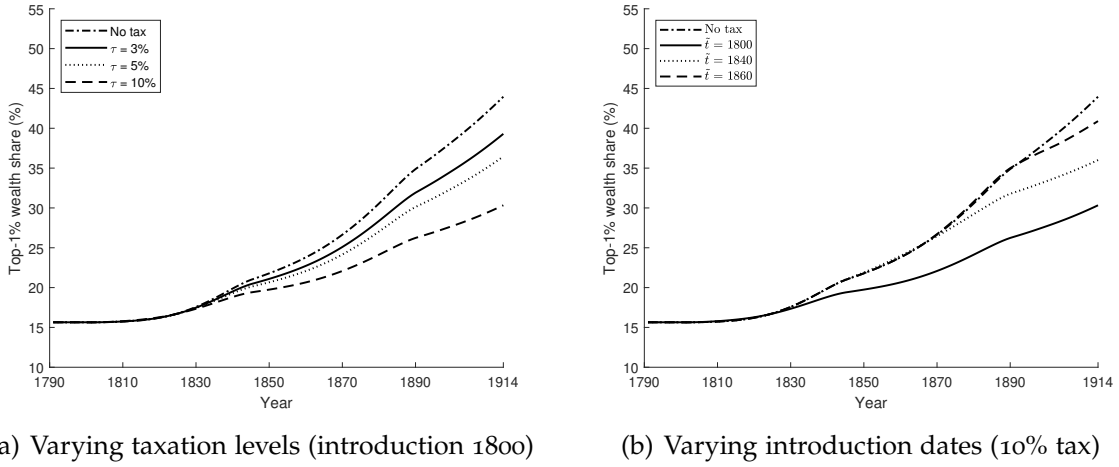 55
50
45
40
35
30
25
20
15
10
Top-1% wealth share (%)
No tax
τ = 3%
τ = 5%
τ = 10%
1790 1810 1830 1850 1870 1890 1914
Year
a) Varying taxation levels (introduction 1800)
55
50
45
40
35
30
25
20
15
10
Top-1% wealth share (%)
No tax
t̃ = 1800
t̃ = 1840
t̃ = 1860
1790 1810 1830 1850 1870 1890 1914
Year
(b) Varying introduction dates (10% tax)